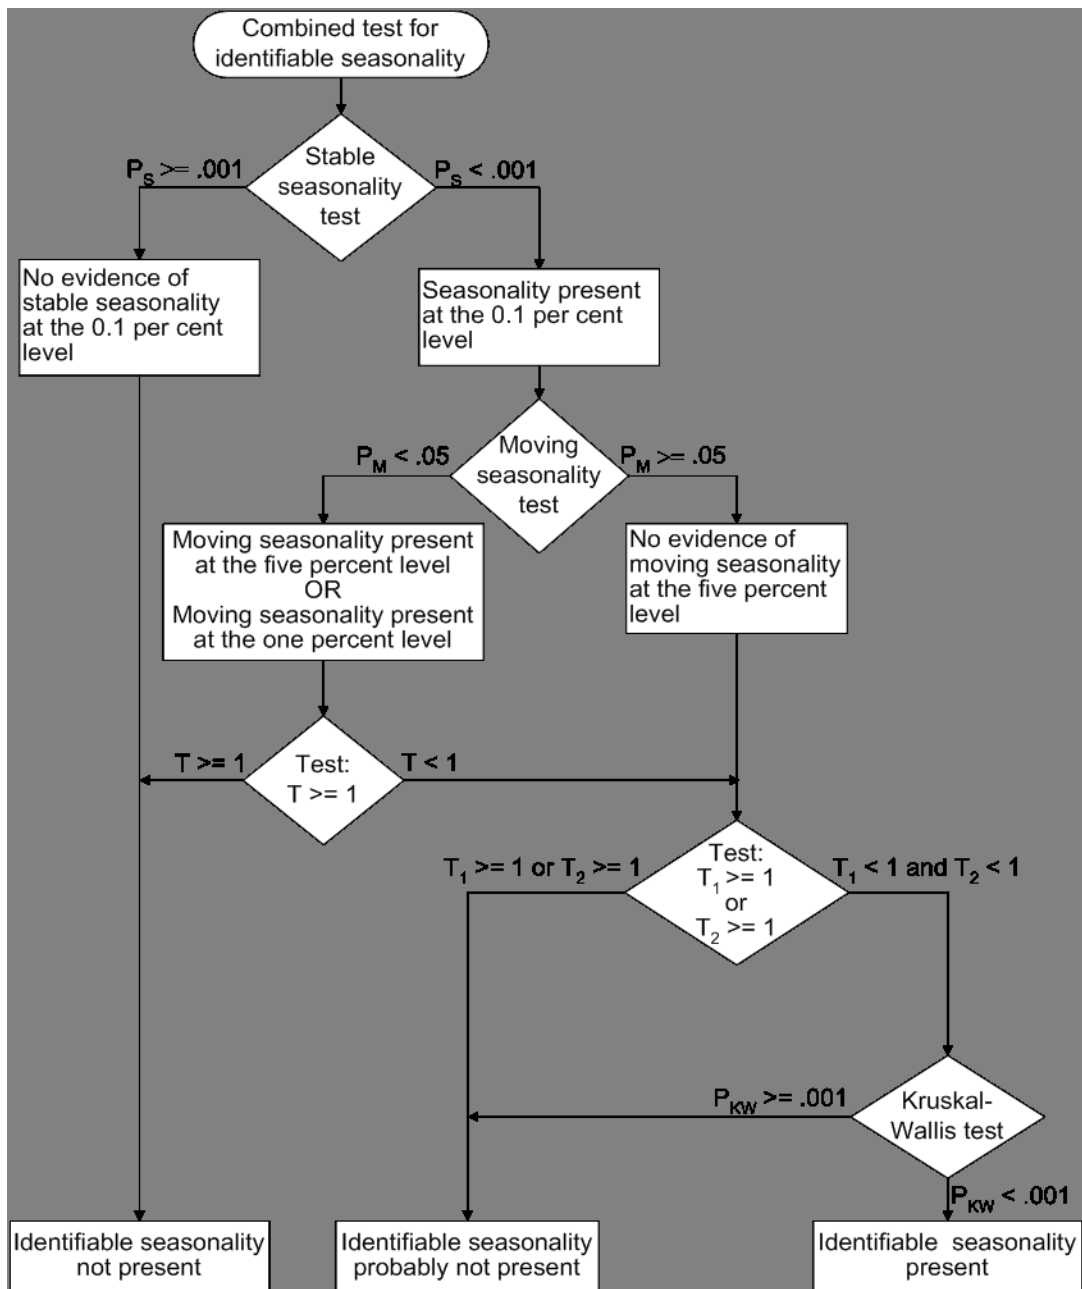 Combined test for
identifiable seasonality
Stable
seasonality
test
P_S >= .001
P_S < .001
No evidence of
stable seasonality
at the 0.1 per cent
level
Seasonality present
at the 0.1 per cent
level
Moving
seasonality
test
P_M < .05
P_M >= .05
Moving seasonality present
at the five percent level
OR
Moving seasonality present
at the one percent level
No evidence of
moving seasonality
at the five percent
level
T >= 1
Test:
T >= 1
T < 1
T_1 >= 1 or T_2 >= 1
Test:
T_1 >= 1
or
T_2 >= 1
T_1 < 1 and T_2 < 1
P_KW >= .001
Kruskal-
Wallis test
P_KW < .001
Identifiable seasonality
not present
Identifiable seasonality
probably not present
Identifiable seasonality
present